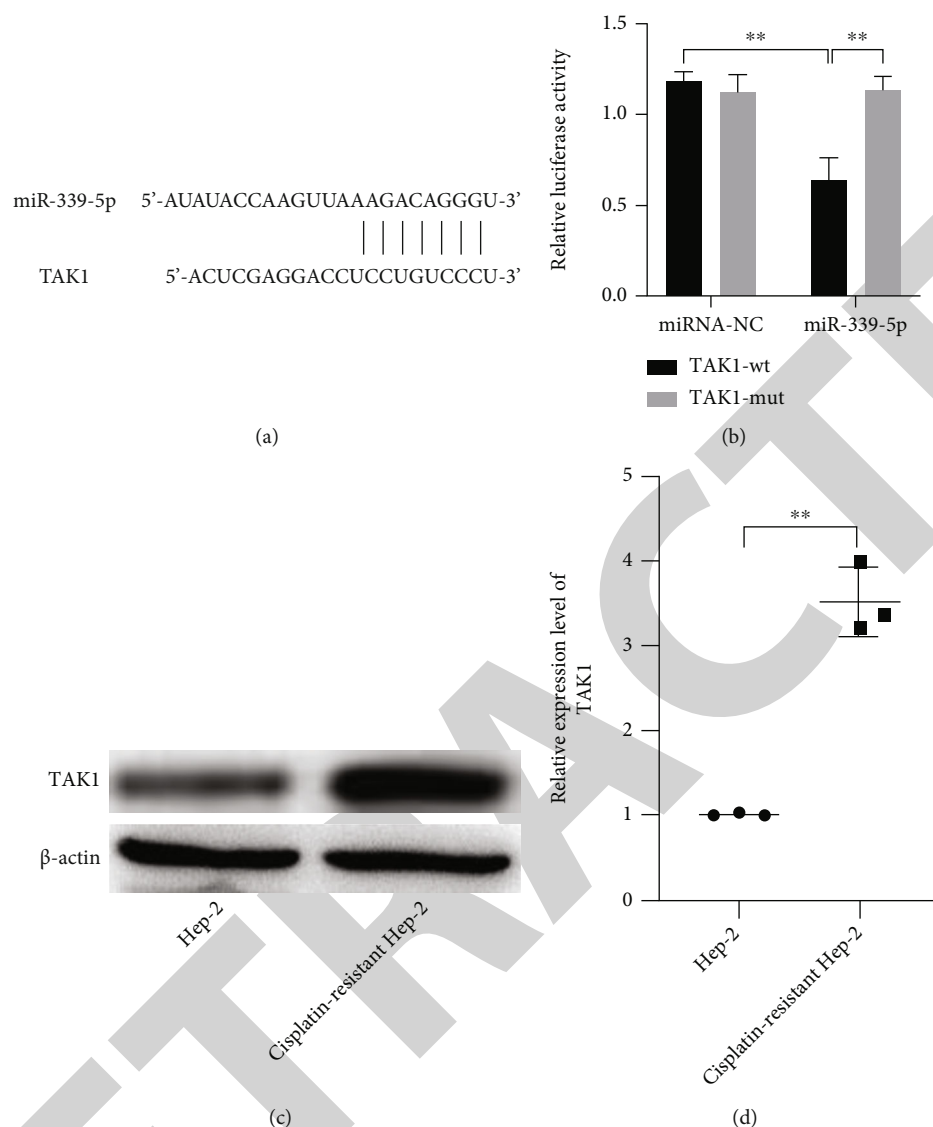 miR-339-5p 5'-AUAUACCAAGUUAAAGACAGGGU-3'
TAK1 5'-ACUCGAGGACCUCCUGUCCCU-3'
(a)
Relative luciferase activity
1.5
1.0
0.5
0.0
**
**
miRNA-NC
miR-339-5p
TAK1-wt
TAK1-mut
(b)
TAK1
β-actin
Hep-2
Cisplatin-resistant Hep-2
(c)
Relative expression level of
TAK1
5
4
3
2
1
0
**
Hep-2
Cisplatin-resistant Hep-2
(d)